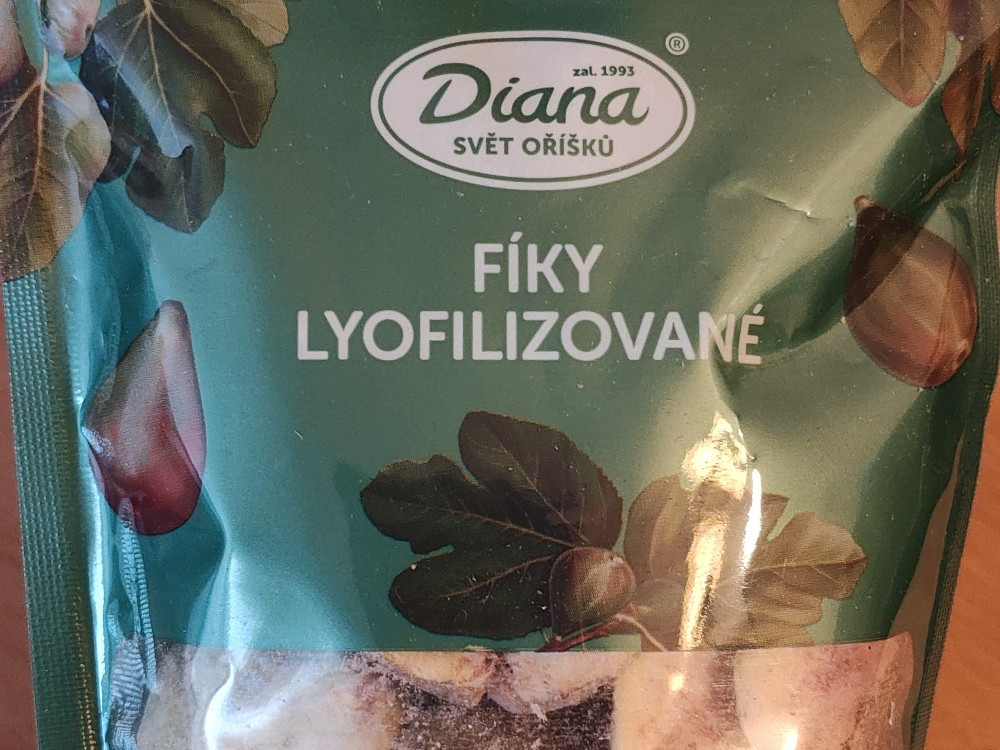 zal. 1993
Diana
®
SVĚT OŘÍŠKŮ
FÍKY
LYOFILIZOVANÉ